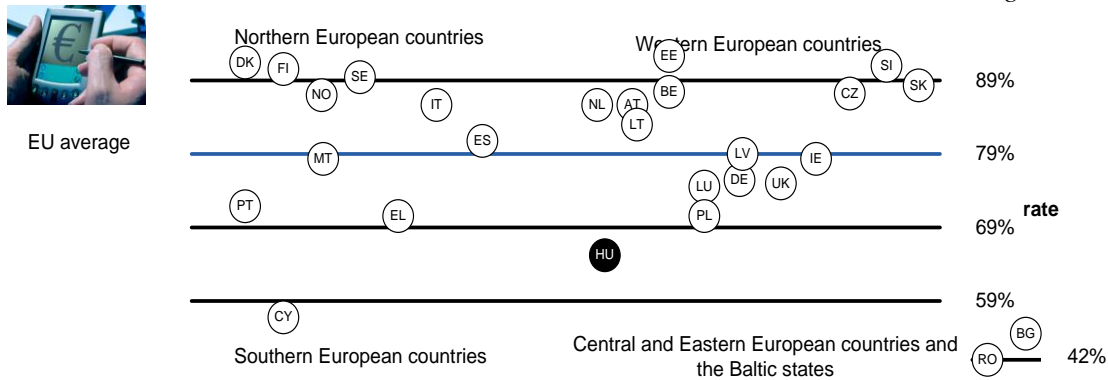 Northern European countries
Western European countries
EE
SI
DK
FI
SE
89%
SK
BE
NO
CZ
IT
NL
AT
LT
EU average
ES
79%
MT
LV
IE
DE
UK
LU
PT
EL
PL
rate
69%
HU
59%
CY
BG
Southern European countries
Central and Eastern European countries and
the Baltic states
RO
42%
€